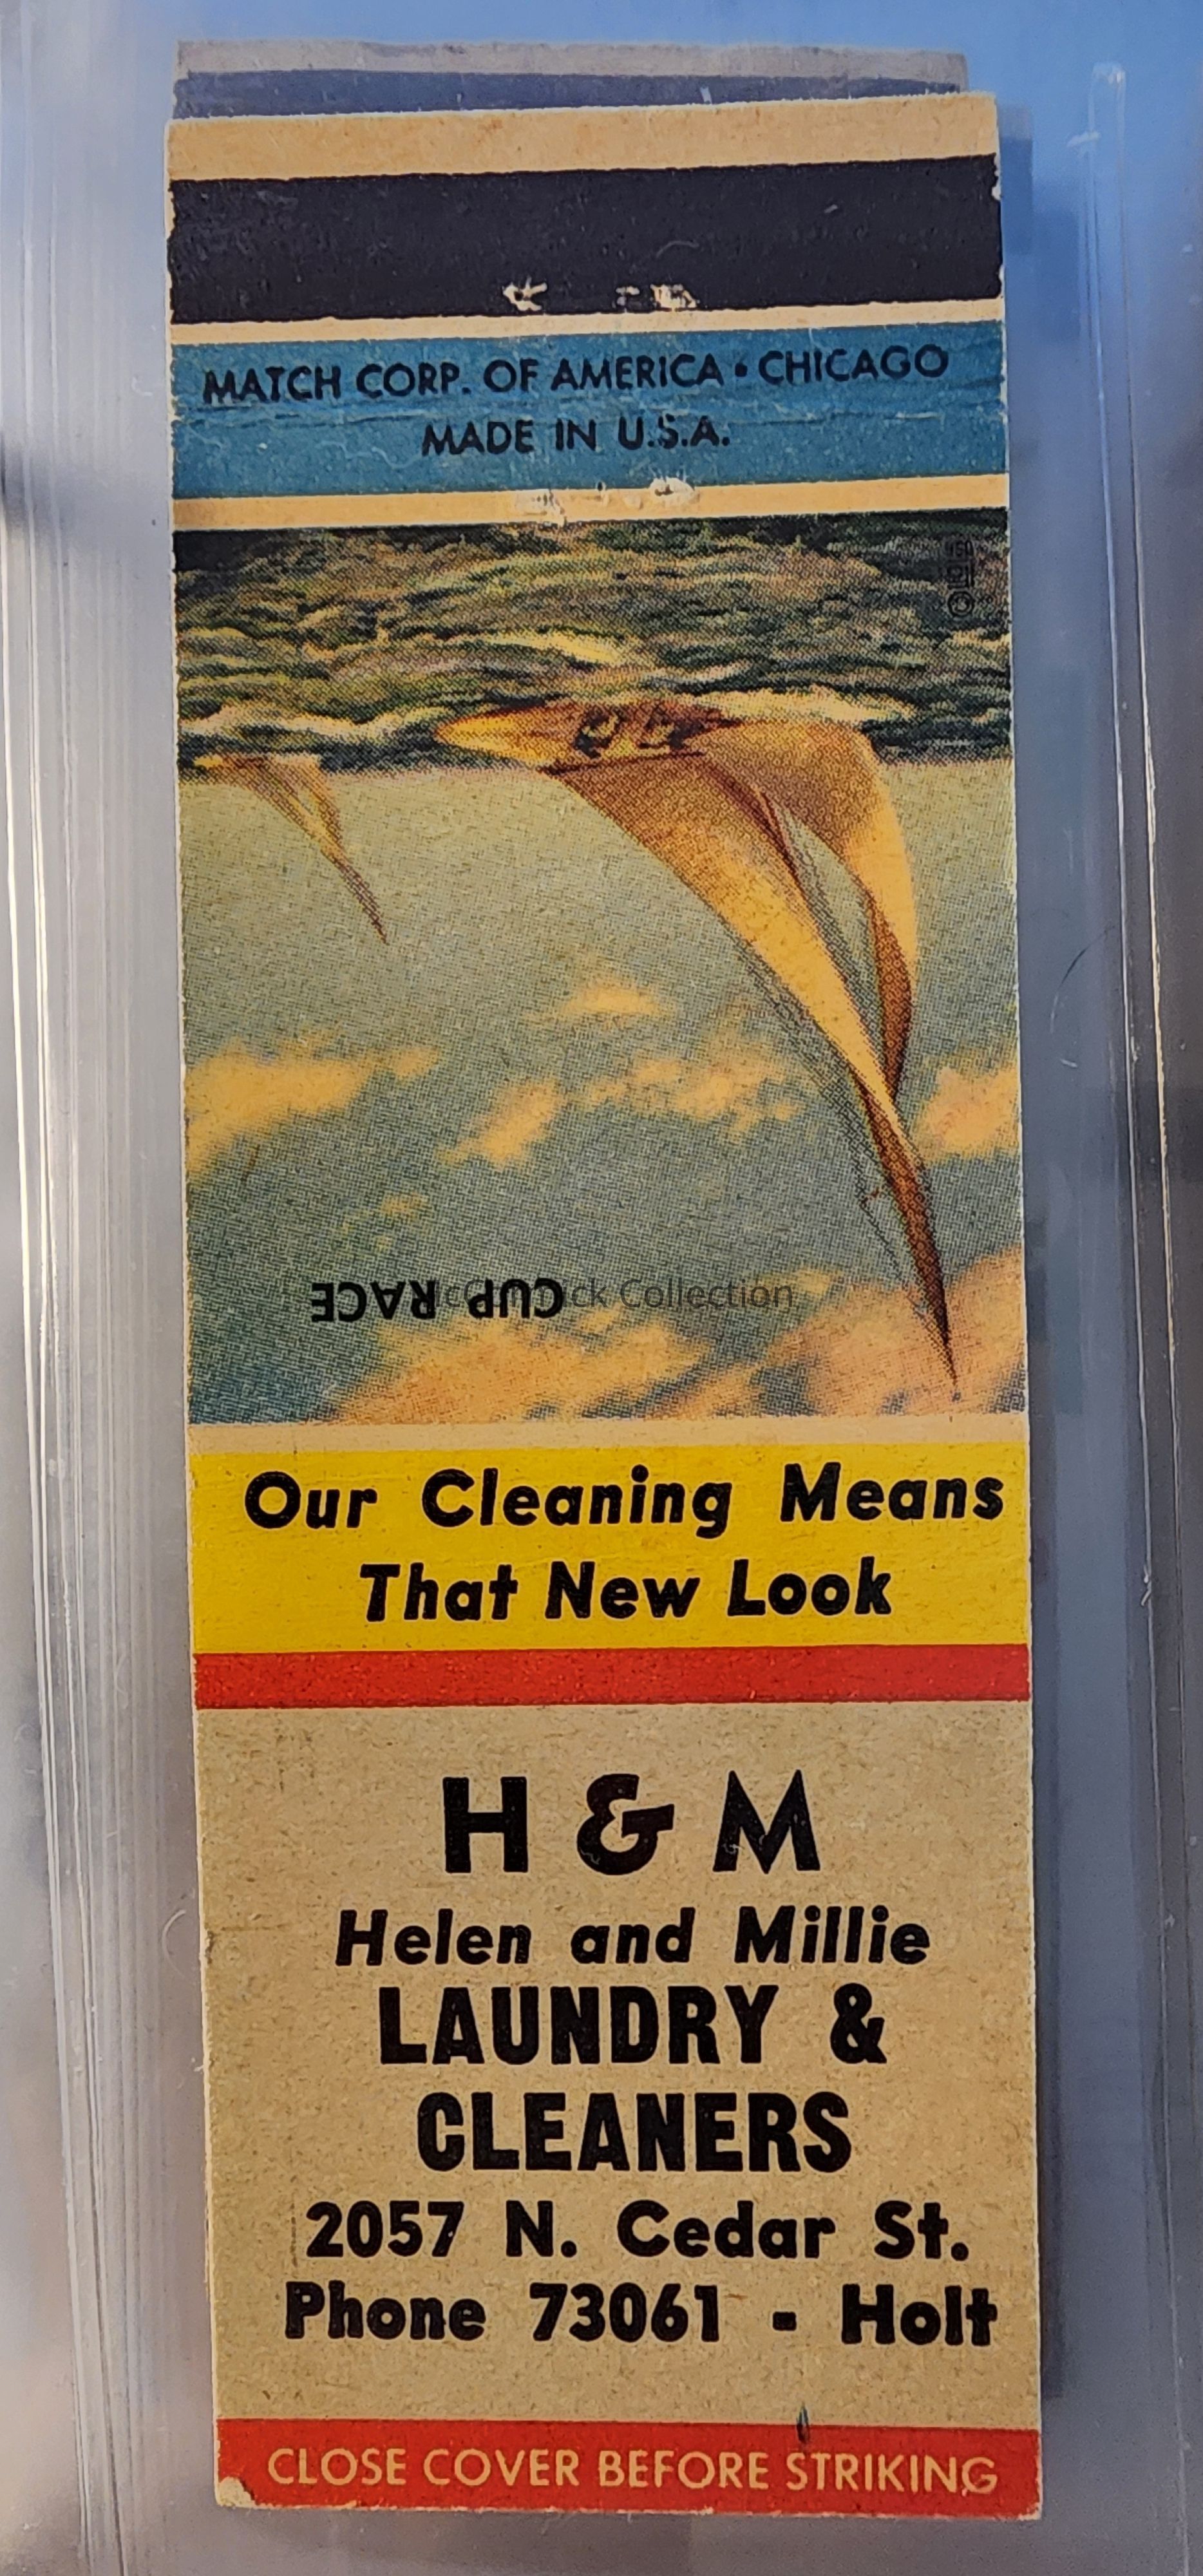 MATCH CORP. OF AMERICA • CHICAGO
MADE IN U.S.A.
CUP RACE
Collection
Our Cleaning Means
That New Look
H & M
Helen and Millie
LAUNDRY &
CLEANERS
2057 N. Cedar St.
Phone 73061 - Holt
CLOSE COVER BEFORE STRIKING